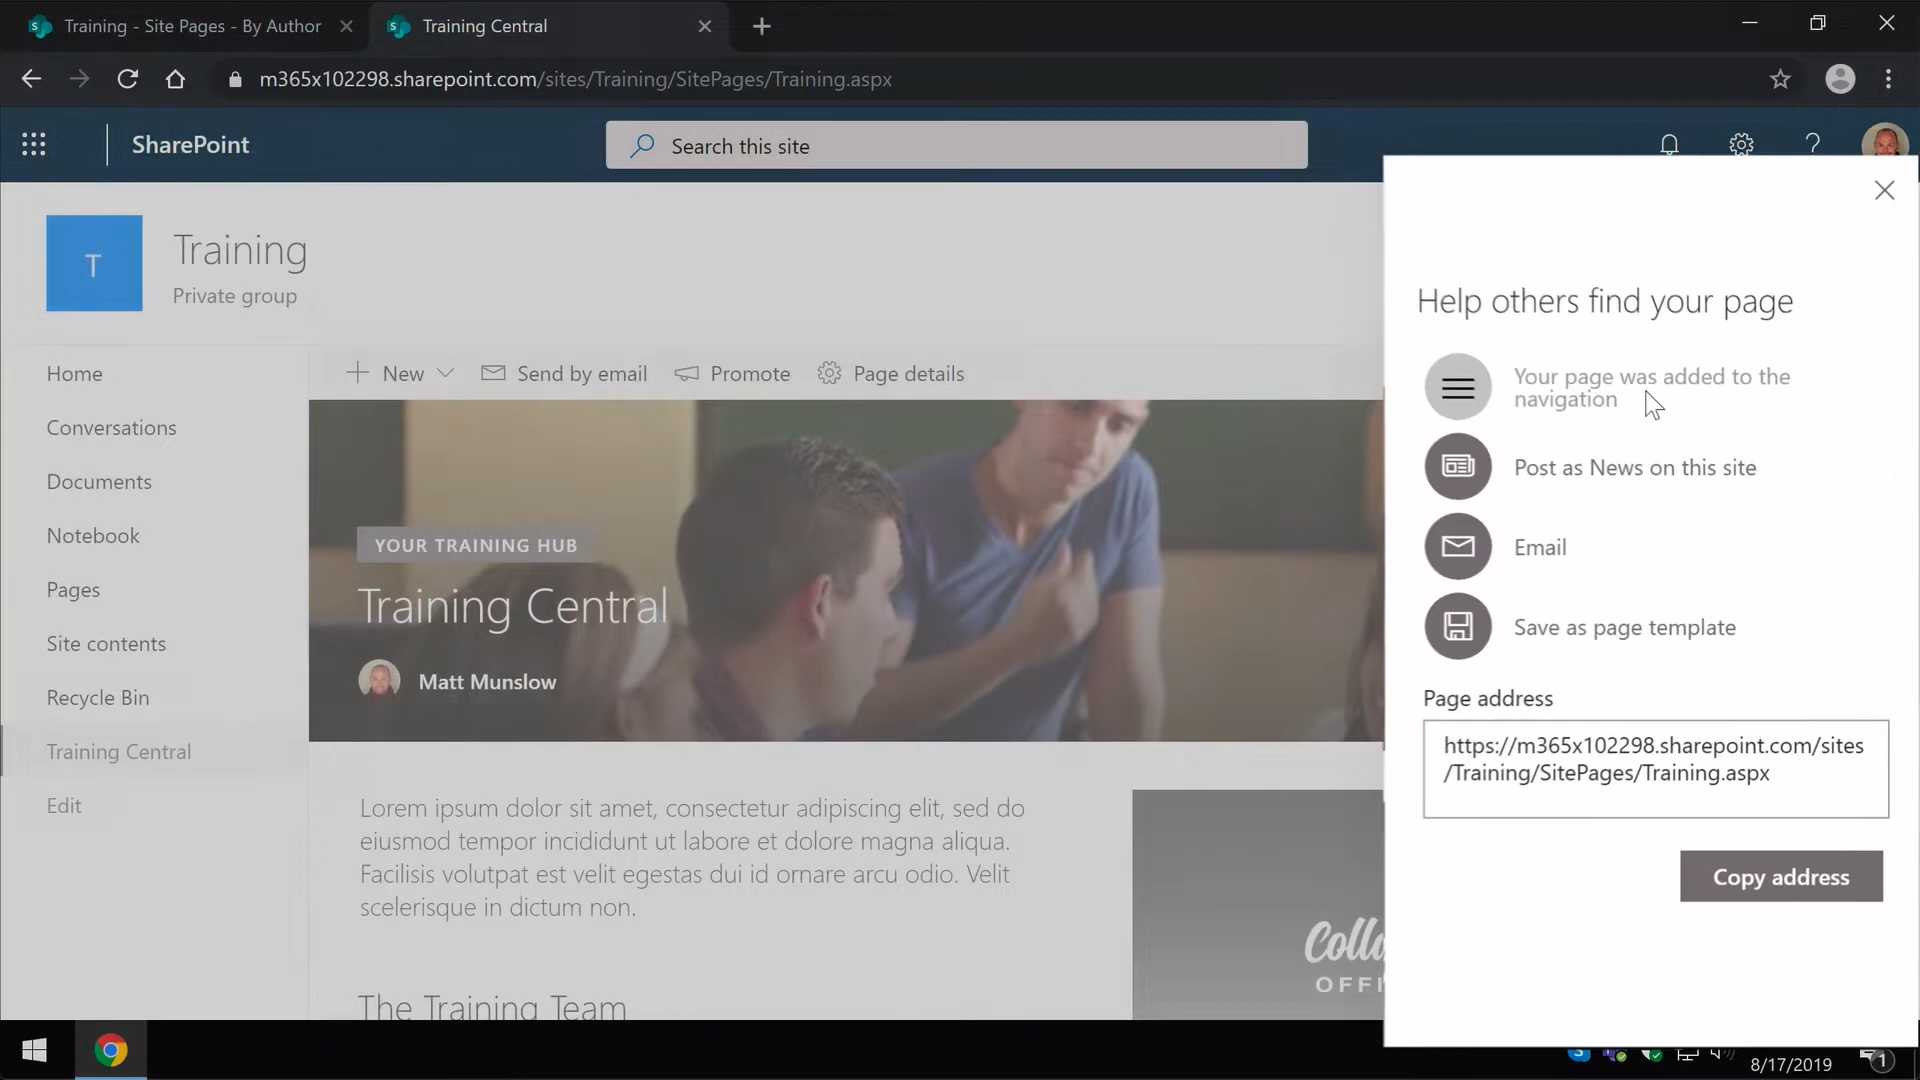 Training - Site Pages - By Author
Training Central
m365x102298.sharepoint.com/sites/Training/SitePages/Training.aspx
SharePoint
Search this site
T
Training
Private group
Home
Conversations
Documents
Notebook
Pages
Site contents
Recycle Bin
Training Central
Edit
New
Send by email
Promote
Page details
YOUR TRAINING HUB
Training Central
Matt Munslow
Lorem ipsum dolor sit amet, consectetur adipiscing elit, sed do
eiusmod tempor incididunt ut labore et dolore magna aliqua.
Facilisis volutpat est velit egestas dui id ornare arcu odio. Velit
scelerisque in dictum non.
The Training Team
Help others find your page
Your page was added to the
navigation
Post as News on this site
Email
Save as page template
Page address
https://m365x102298.sharepoint.com/sites
/Training/SitePages/Training.aspx
Copy address
8/17/2019
1